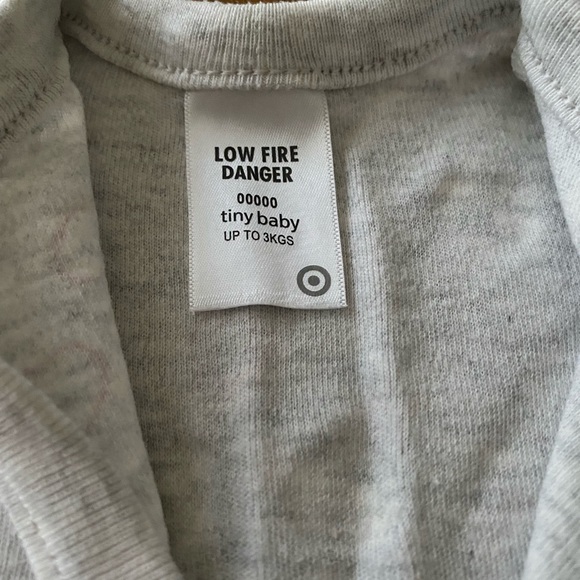 LOW FIRE
DANGER
00000
tiny baby
UP TO 3KGS